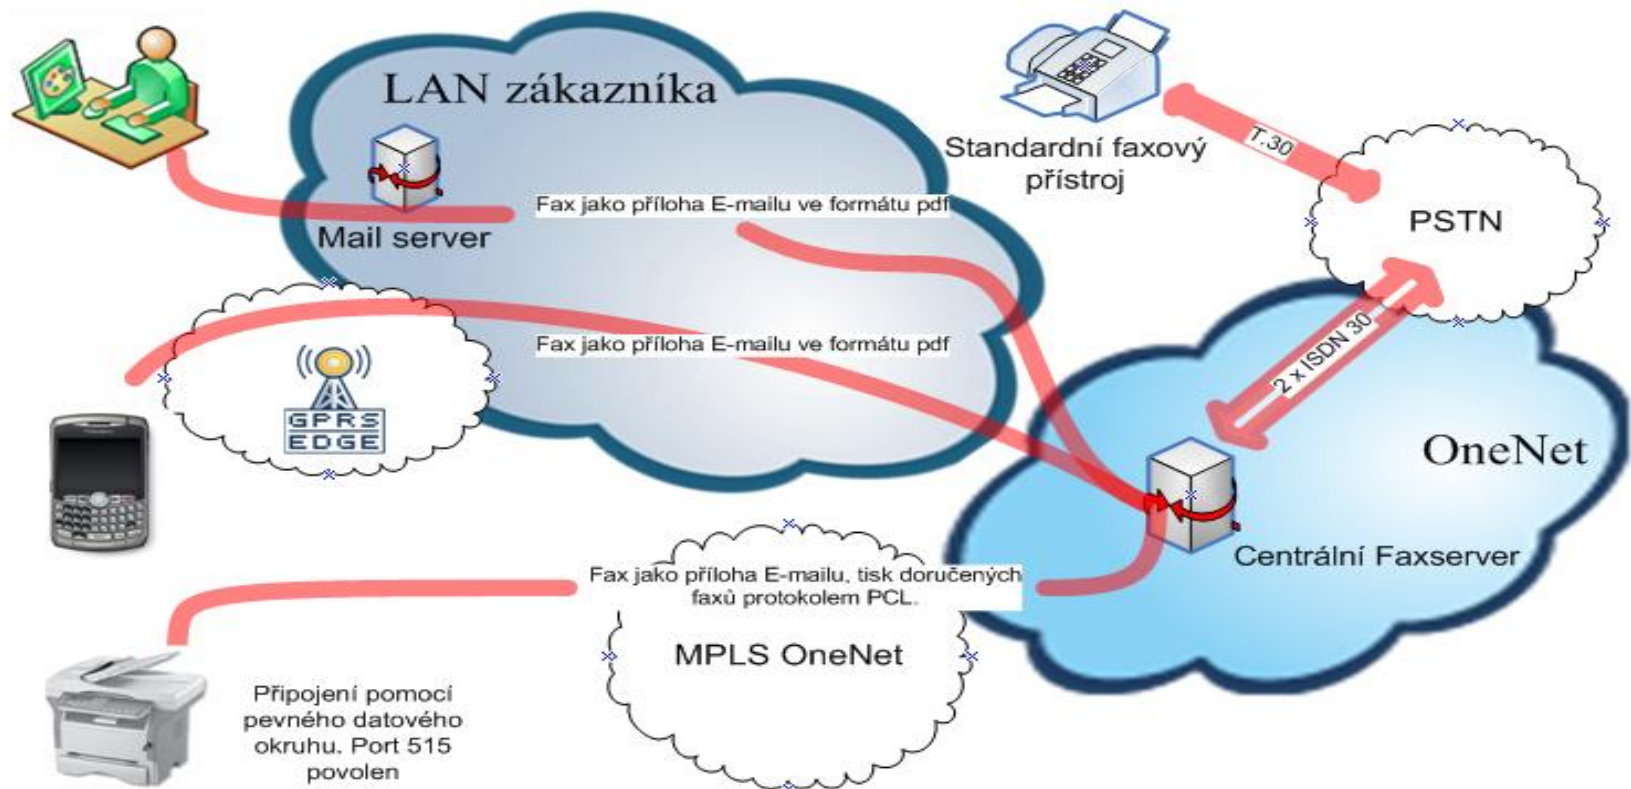 LAN zákazníka
Mail server
Fax jako příloha E-mailu ve formátu pdf
Standardní faxový
přístroj
T.30
PSTN
GPRS
EDGE
Fax jako příloha E-mailu ve formátu pdf
2 x ISDN 30
OneNet
Centrální Faxserver
Fax jako příloha E-mailu, tisk doručených
faxů protokolem PCL.
MPLS OneNet
Připojení pomocí
pevného datového
okruhu. Port 515
povolen